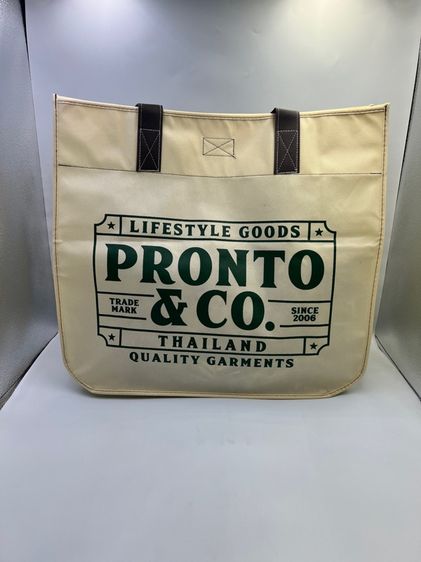 LIFESTYLE GOODS
PRONTO
TRADE MARK & CO. SINCE 2006
THAILAND
QUALITY GARMENTS